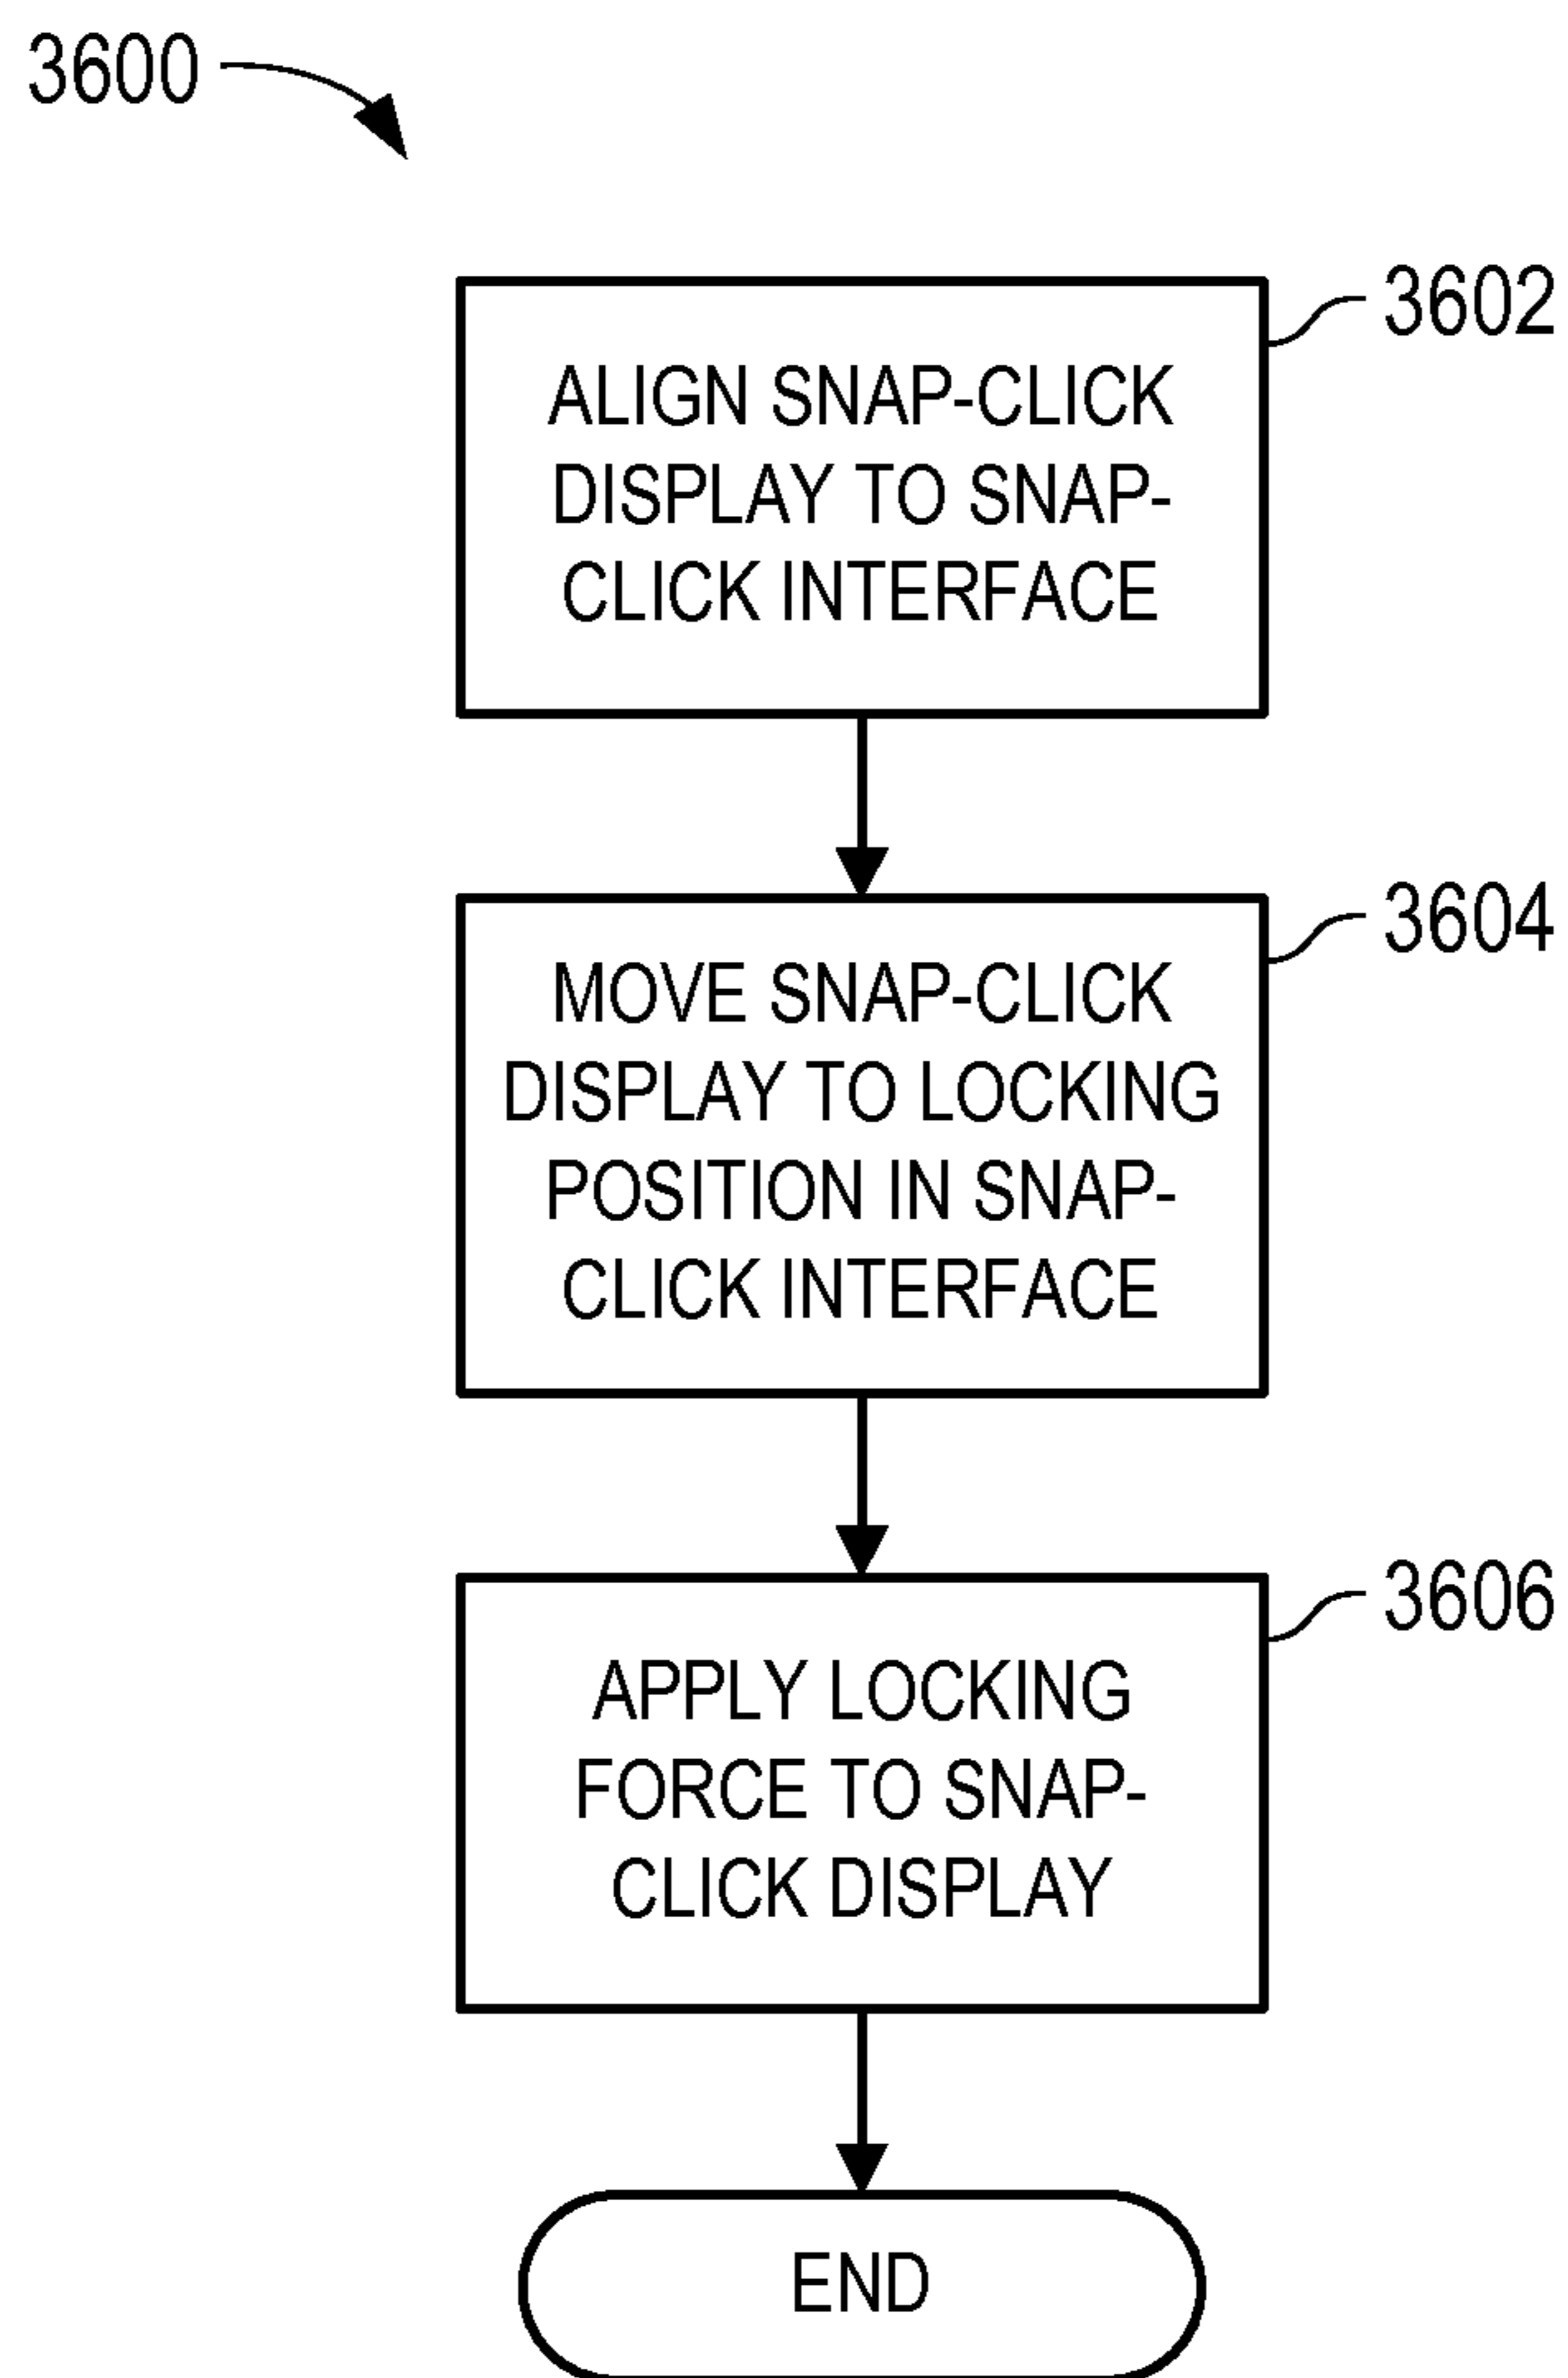 3600
3602
ALIGN SNAP-CLICK
DISPLAY TO SNAP-
CLICK INTERFACE
3604
MOVE SNAP-CLICK
DISPLAY TO LOCKING
POSITION IN SNAP-
CLICK INTERFACE
3606
APPLY LOCKING
FORCE TO SNAP-
CLICK DISPLAY
END